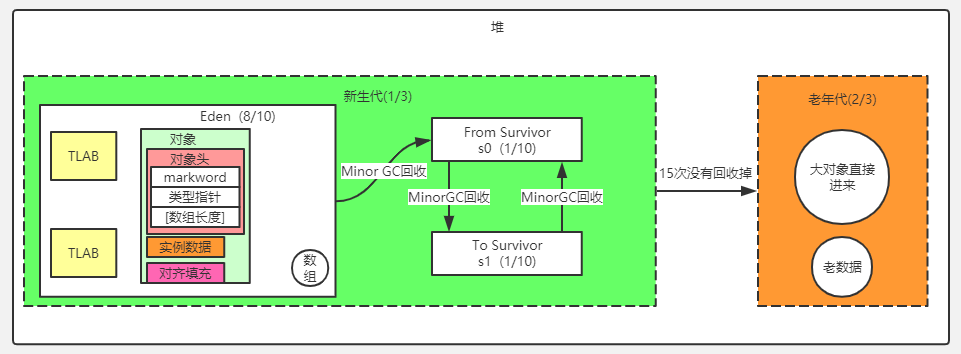 堆
新生代(1/3)
Eden（8/10）
TLAB
TLAB
对象
对象头
markword
类型指针
[数组长度]
实例数据
对齐填充
数
组
Minor GC回收
From Survivor
s0（1/10）
MinorGC回收
MinorGC回收
To Survivor
s1（1/10）
15次没有回收掉
老年代(2/3)
大对象直接
进来
老数据